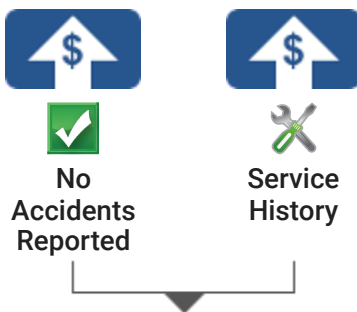 $
$
No
Accidents
Reported
Service
History